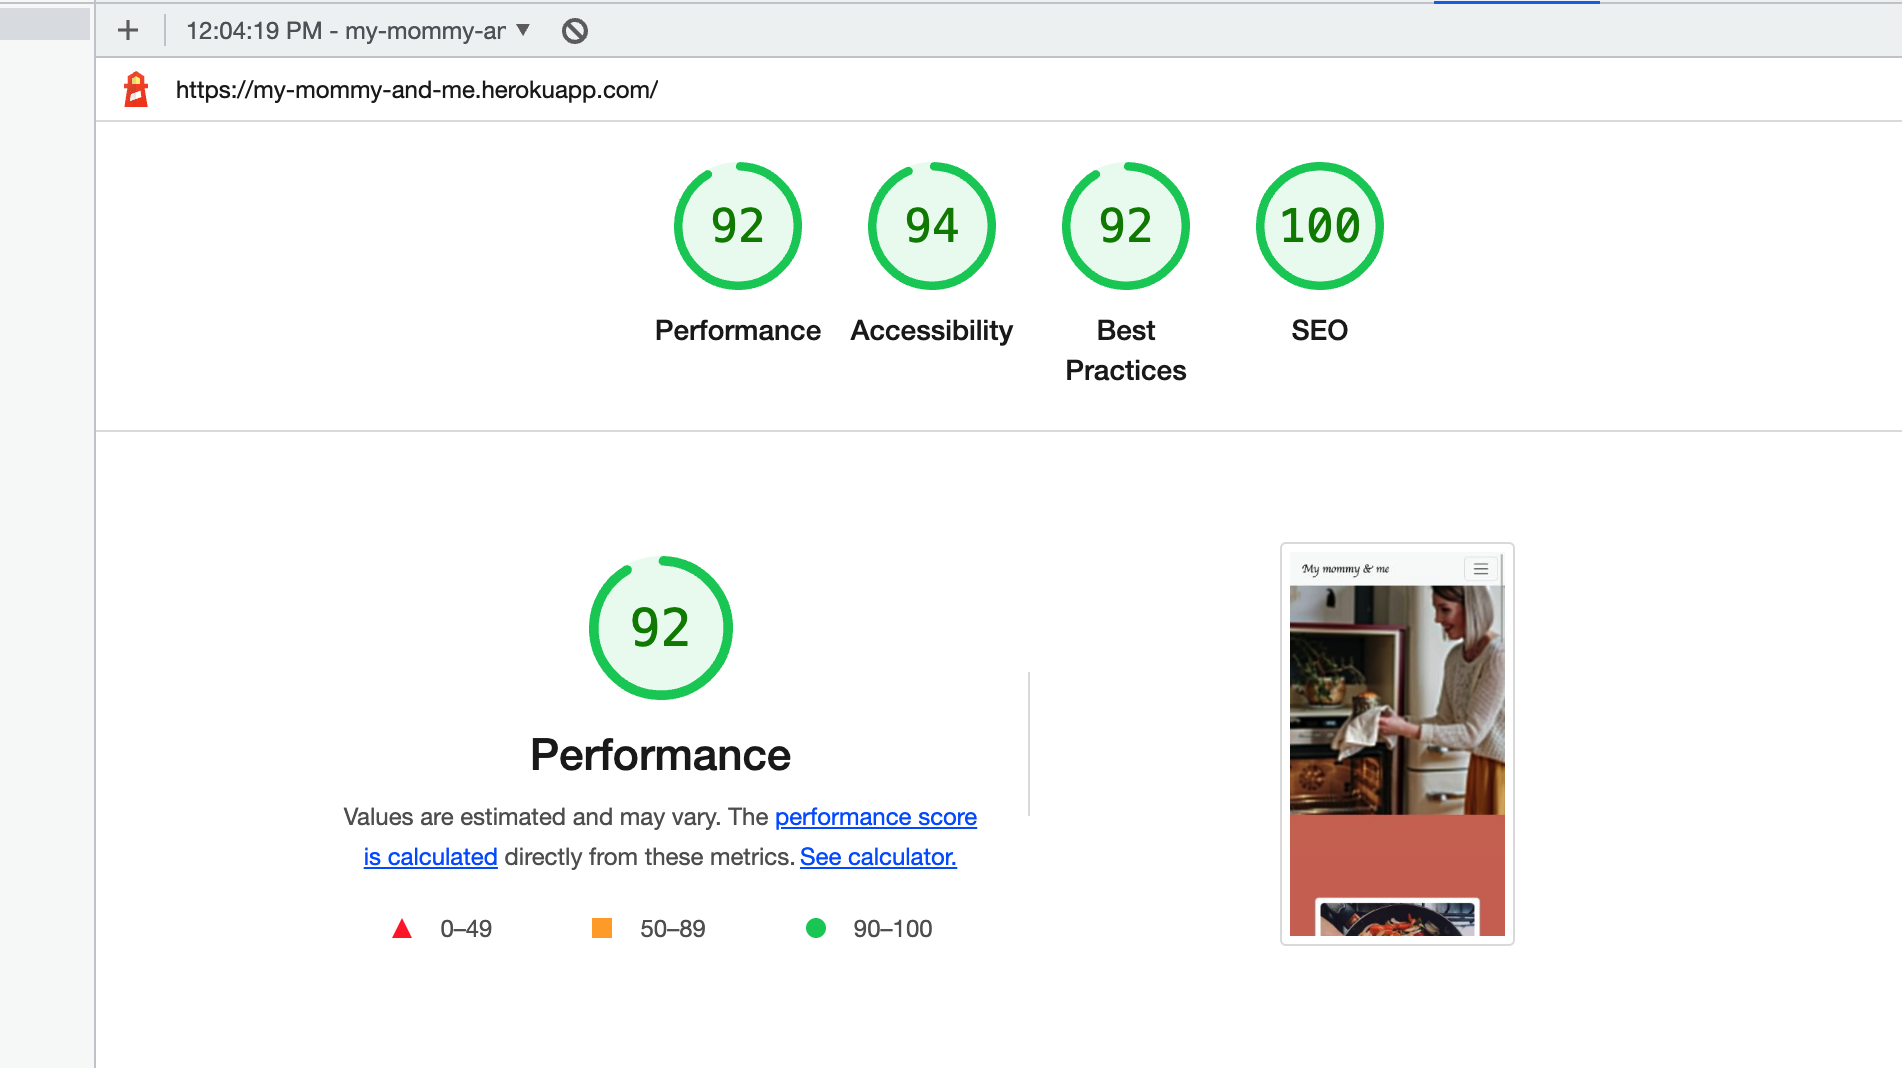 12:04:19 PM - my-mommy-ar
https://my-mommy-and-me.herokuapp.com/
92
94
92
100
Performance
Accessibility
Best
Practices
SEO
92
Performance
Values are estimated and may vary. The performance score
is calculated directly from these metrics. See calculator.
0–49
50–89
90–100
My mommy & me